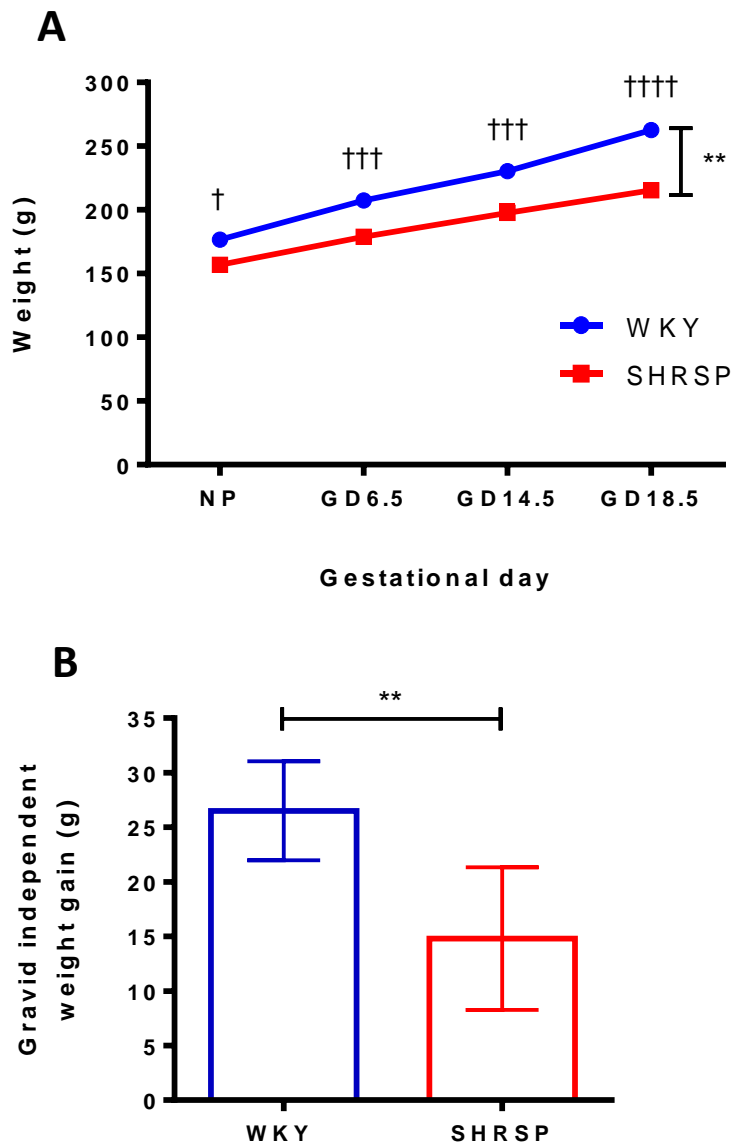 A
300
††††
250
†††
†††
**
200
†
150
100
50
0
Weight (g)
WKY
SHRSP
NP GD6.5 GD14.5 GD18.5
Gestational day
B
**
35
30
25
20
15
10
5
0
Gravid independent
weight gain (g)
WKY SHRSP